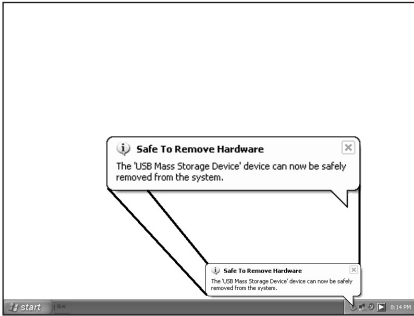 Safe To Remove Hardware
The 'USB Mass Storage Device' device can now be safely
removed from the system.
Safe To Remove Hardware
The 'USB Mass Storage Device' device can now be safely
removed from the system.
start
6:14 PM